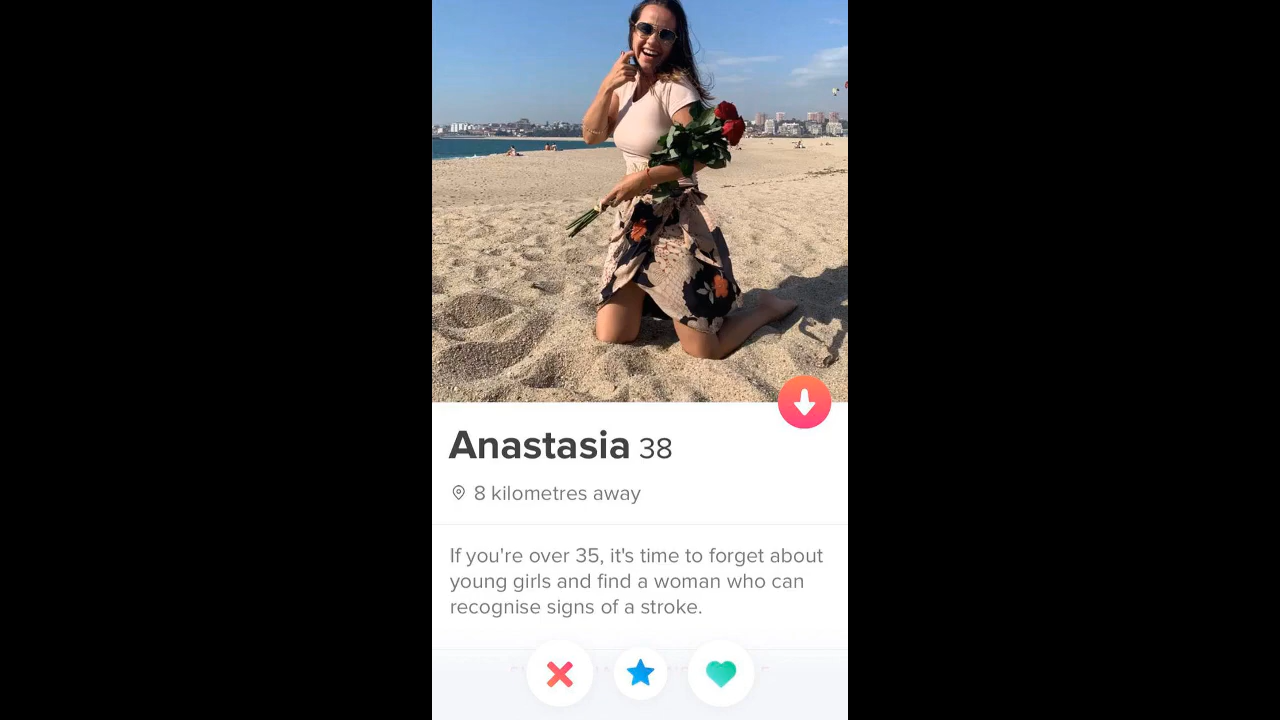 Anastasia 38
8 kilometres away
If you're over 35, it's time to forget about
young girls and find a woman who can
recognise signs of a stroke.